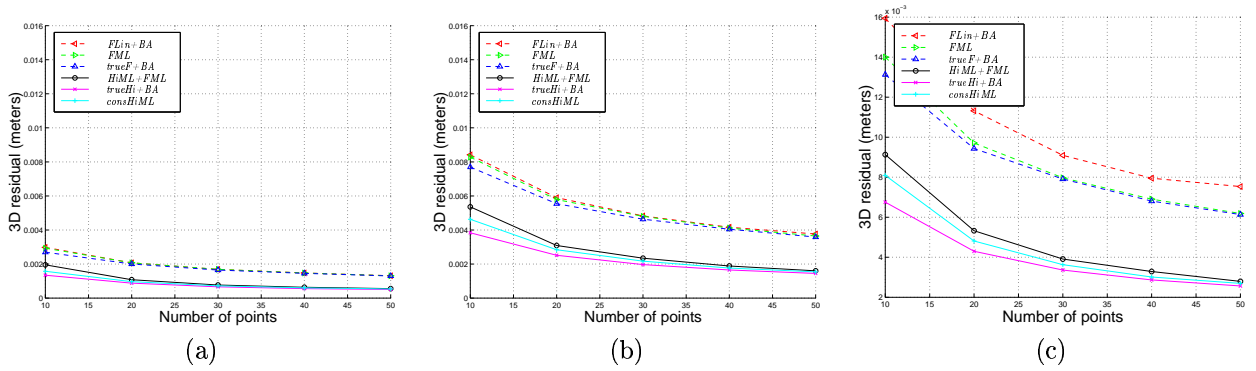 0.016
0.014
0.012
0.01
0.008
0.006
0.004
0.002
0
3D residual (meters)
FLin+BA
FML
trueF+BA
HiML+FML
trueHi+BA
consHiML
10 15 20 25 30 35 40 45 50
Number of points
(a)
0.016
0.014
0.012
0.01
0.008
0.006
0.004
0.002
0
3D residual (meters)
FLin+BA
FML
trueF+BA
HiML+FML
trueHi+BA
consHiML
10 15 20 25 30 35 40 45 50
Number of points
(b)
x 10⁻³
16
14
12
10
8
6
4
2
3D residual (meters)
FLin+BA
FML
trueF+BA
HiML+FML
trueHi+BA
consHiML
10 15 20 25 30 35 40 45 50
Number of points
(c)